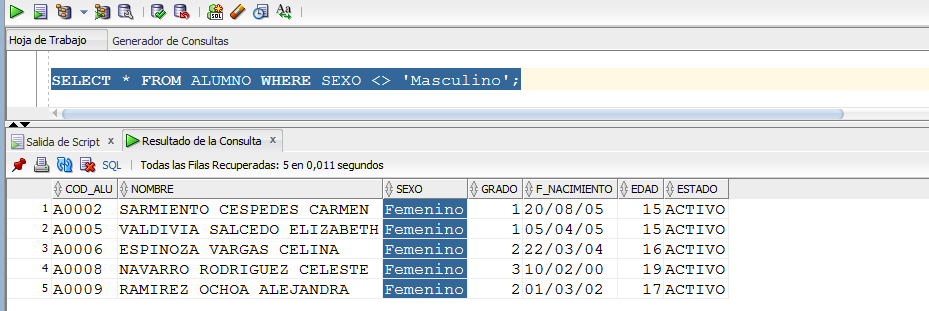 SQL
Aa
Hoja de Trabajo Generador de Consultas
SELECT * FROM ALUMNO WHERE SEXO <> 'Masculino';
Salida de Script x Resultado de la Consulta x
SQL | Todas las Filas Recuperadas: 5 en 0,011 segundos
COD_ALU NOMBRE SEXO GRADO F_NACIMIENTO EDAD ESTADO
1 A0002 SARMIENTO CESPEDES CARMEN Femenino 1 20/08/05 15 ACTIVO
2 A0005 VALDIVIA SALCEDO ELIZABETH Femenino 1 05/04/05 15 ACTIVO
3 A0006 ESPINOZA VARGAS CELINA Femenino 2 22/03/04 16 ACTIVO
4 A0008 NAVARRO RODRIGUEZ CELESTE Femenino 3 10/02/00 19 ACTIVO
5 A0009 RAMIREZ OCHOA ALEJANDRA Femenino 2 01/03/02 17 ACTIVO